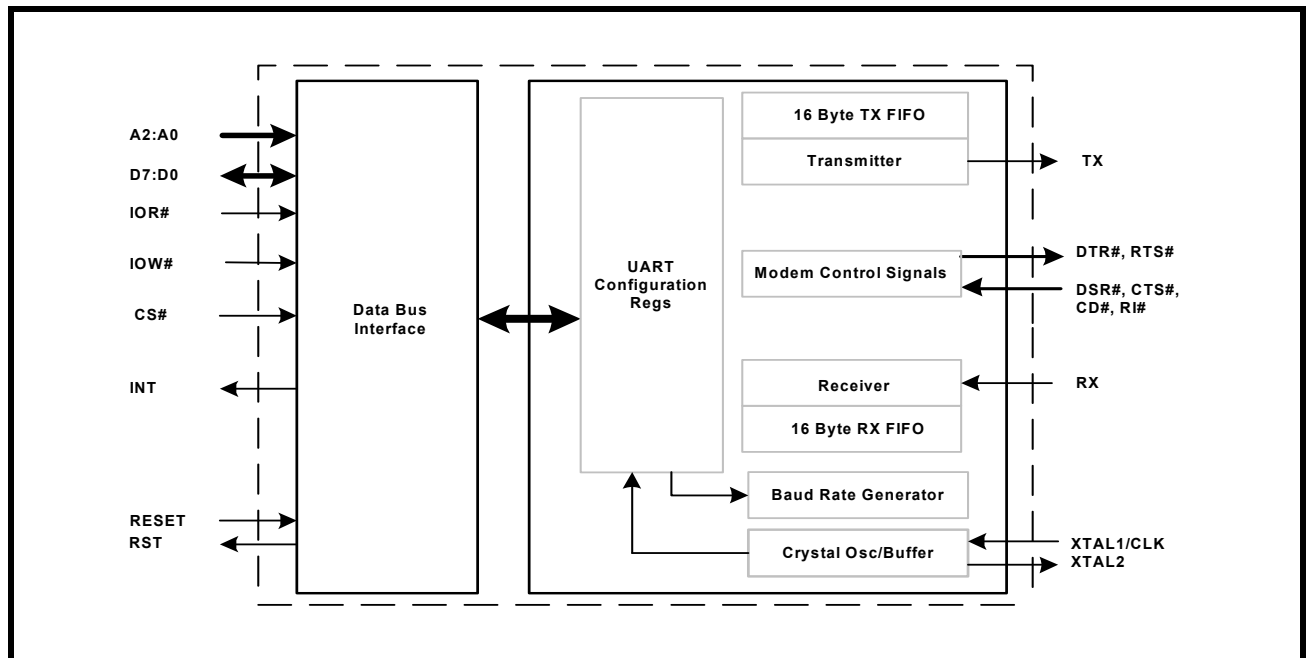 A2:A0
D7:D0
IOR#
IOW#
CS#
INT
RESET
RST
Data Bus
Interface
UART
Configuration
Regs
16 Byte TX FIFO
Transmitter
Modem Control Signals
Receiver
16 Byte RX FIFO
Baud Rate Generator
Crystal Osc/Buffer
TX
DTR#, RTS#
DSR#, CTS#,
CD#, RI#
RX
XTAL1/CLK
XTAL2